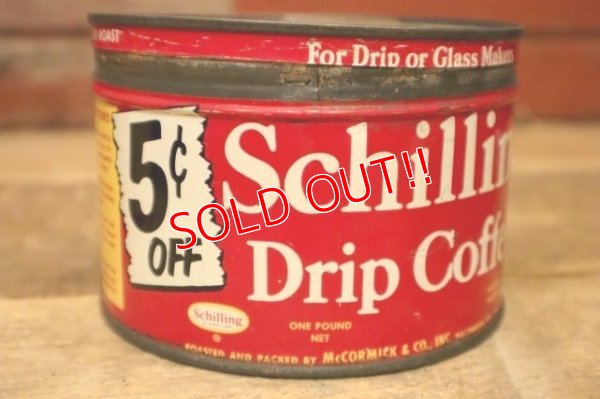 ROAST
For Drip or Glass Makers
5¢
OFF
Schillin
SOLD OUT!!
Drip Coffe
Schilling
®
ONE POUND
NET
ROASTED AND PACKED BY McCORMICK & CO., INC.